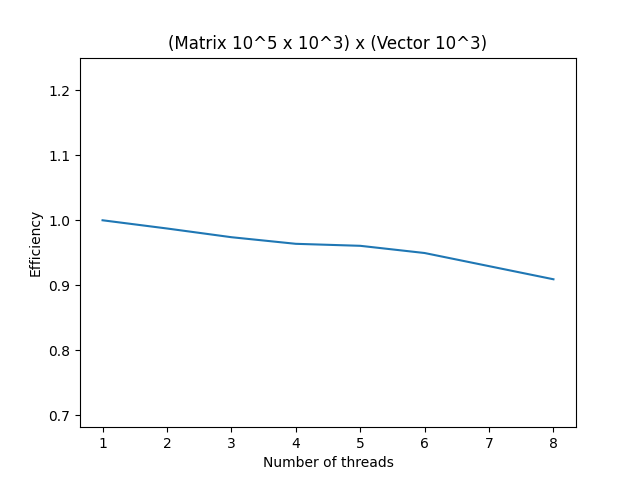 (Matrix 10^5 x 10^3) x (Vector 10^3)
1.2
1.1
1.0
0.9
0.8
0.7
Efficiency
1 2 3 4 5 6 7 8
Number of threads